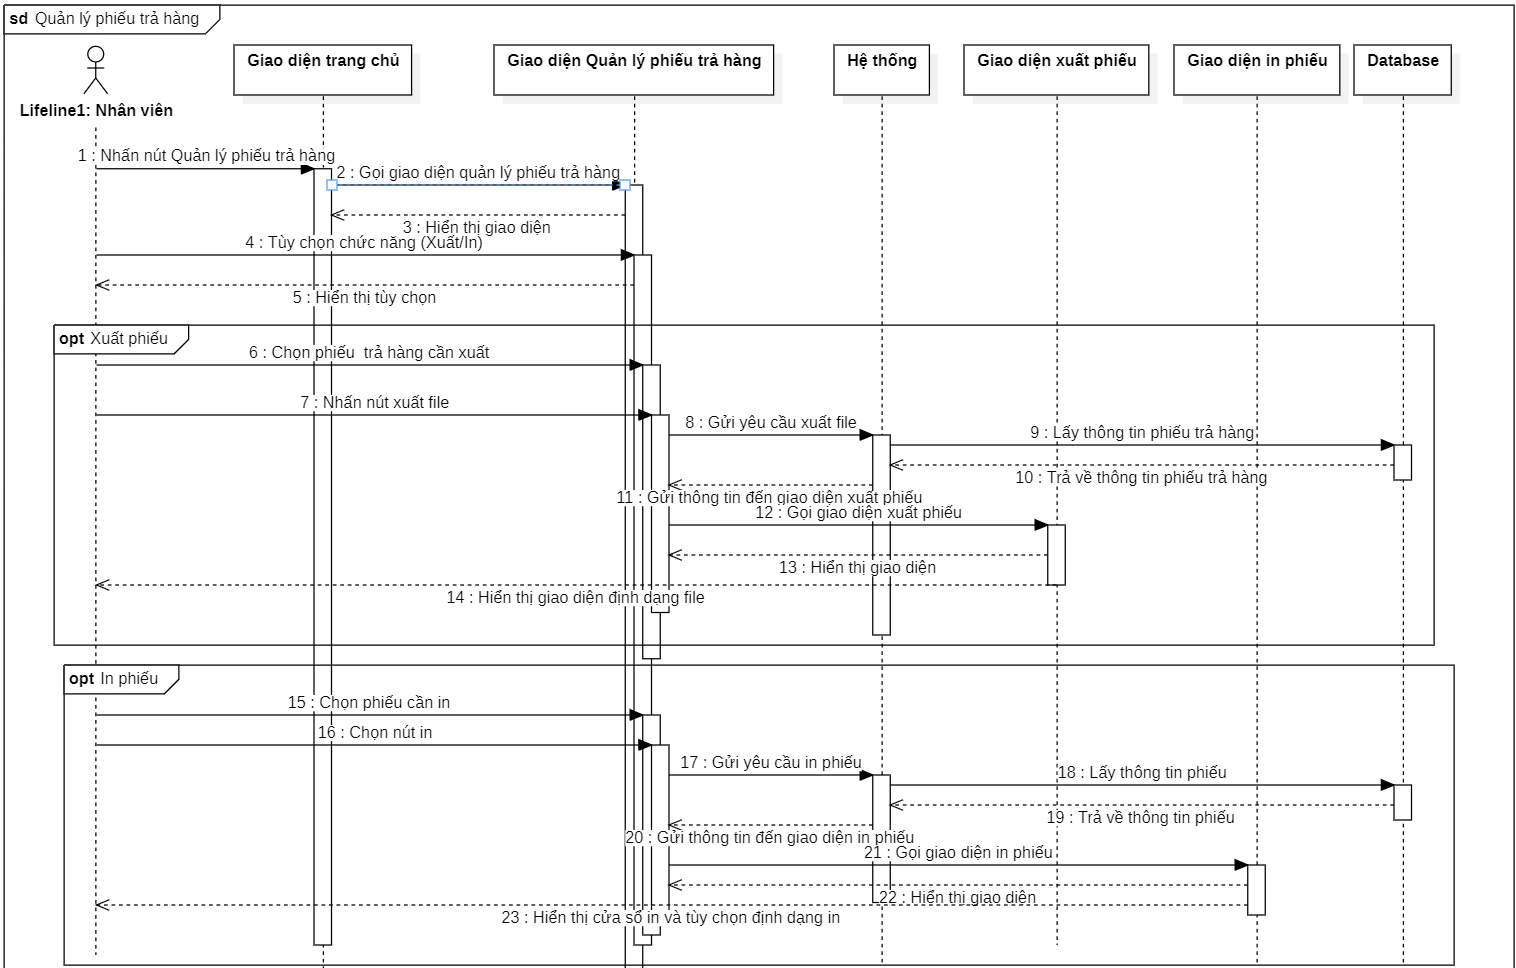 sd Quản lý phiếu trả hàng
Lifeline1: Nhân viên
Giao diện trang chủ
Giao diện Quản lý phiếu trả hàng
Hệ thống
Giao diện xuất phiếu
Giao diện in phiếu
Database
1 : Nhấn nút Quản lý phiếu trả hàng
2 : Gọi giao diện quản lý phiếu trả hàng
3 : Hiển thị giao diện
4 : Tùy chọn chức năng (Xuất/In)
5 : Hiển thị tùy chọn
opt Xuất phiếu
6 : Chọn phiếu  trả hàng cần xuất
7 : Nhấn nút xuất file
8 : Gửi yêu cầu xuất file
9 : Lấy thông tin phiếu trả hàng
10 : Trả về thông tin phiếu trả hàng
11 : Gửi thông tin đến giao diện xuất phiếu
12 : Gọi giao diện xuất phiếu
13 : Hiển thị giao diện
14 : Hiển thị giao diện định dạng file
opt In phiếu
15 : Chọn phiếu cần in
16 : Chọn nút in
17 : Gửi yêu cầu in phiếu
18 : Lấy thông tin phiếu
19 : Trả về thông tin phiếu
20 : Gửi thông tin đến giao diện in phiếu
21 : Gọi giao diện in phiếu
22 : Hiển thị giao diện
23 : Hiển thị cửa sổ in và tùy chọn định dạng in